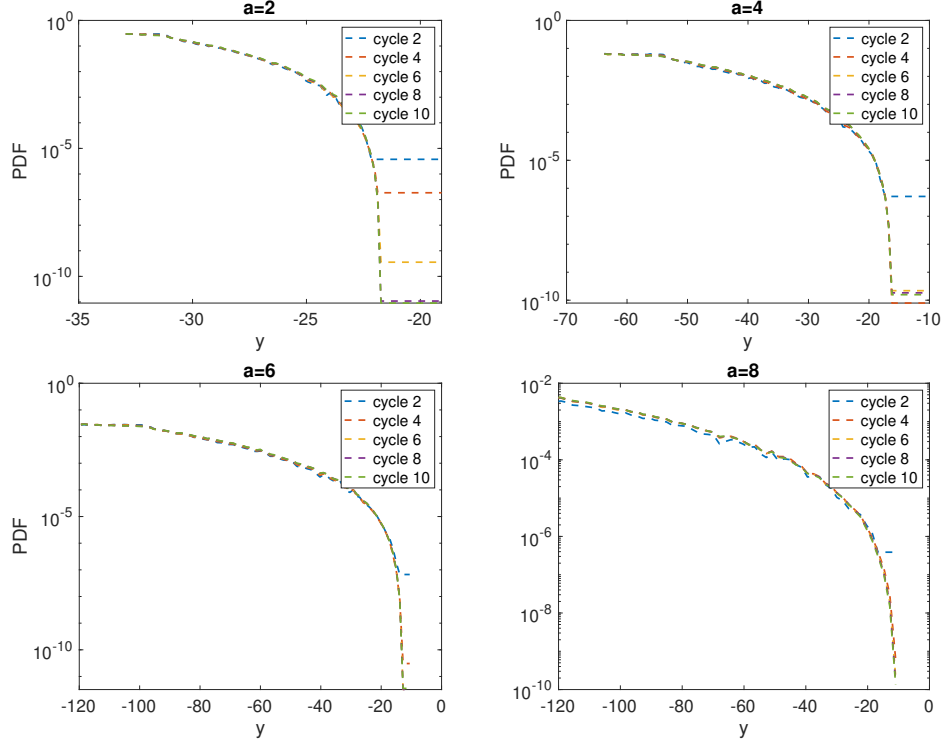 a=2
10^0
10^-5
10^-10
PDF
-35
-30
-25
-20
y
cycle 2
cycle 4
cycle 6
cycle 8
cycle 10
a=4
10^0
10^-5
10^-10
PDF
-70
-60
-50
-40
-30
-20
-10
y
cycle 2
cycle 4
cycle 6
cycle 8
cycle 10
a=6
10^0
10^-5
10^-10
PDF
-120
-100
-80
-60
-40
-20
0
y
cycle 2
cycle 4
cycle 6
cycle 8
cycle 10
a=8
10^-2
10^-4
10^-6
10^-8
10^-10
-120
-100
-80
-60
-40
-20
0
y
cycle 2
cycle 4
cycle 6
cycle 8
cycle 10